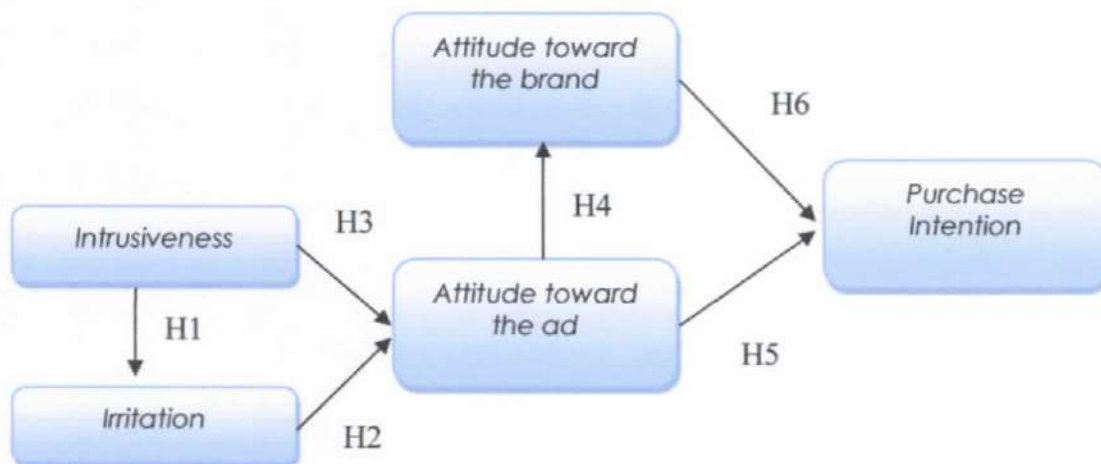 Attitude toward
the brand
H6
Purchase
Intention
H4
Intrusiveness
H3
Attitude toward
the ad
H1
H5
Irritation
H2